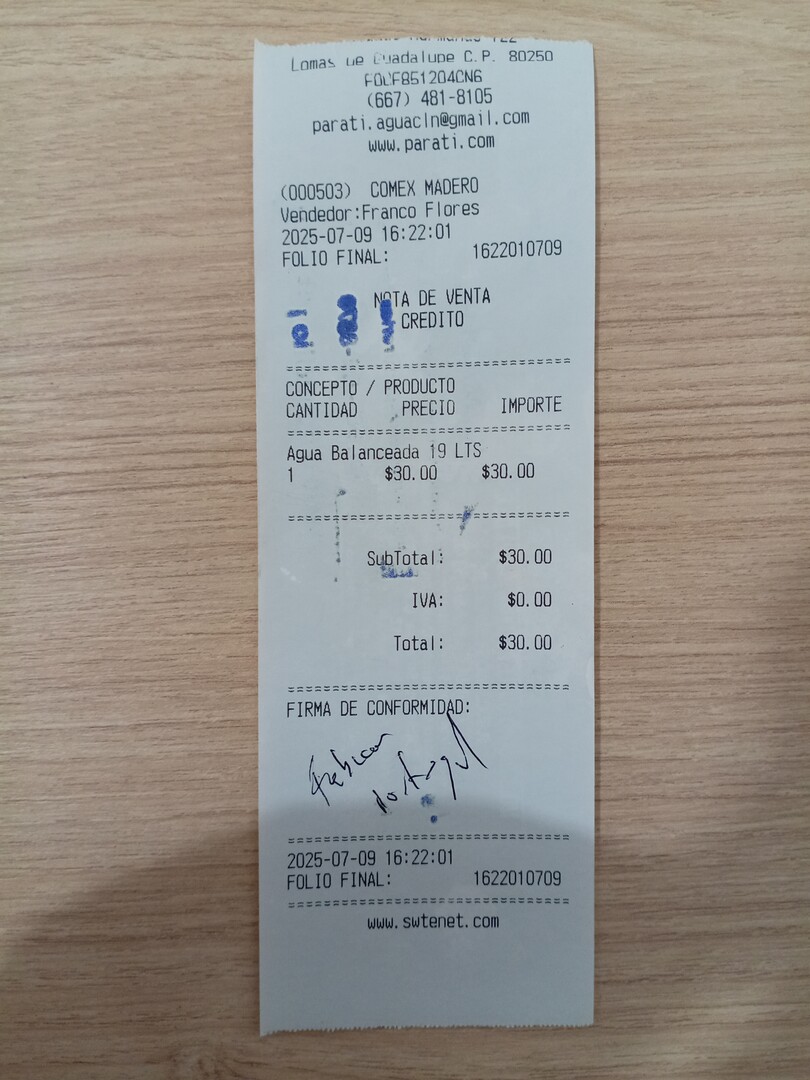 Lomas de Guadalupe C.P. 80250
(667) 481-8105
parati.aguacln@gmail.com
www.parati.com
(000503) COMEX MADERO
Vendedor:Franco Flores
2025-07-09 16:22:01
FOLIO FINAL: 1622010709
NOTA DE VENTA
CREDITO
CONCEPTO / PRODUCTO
CANTIDAD PRECIO IMPORTE
Agua Balanceada 19 LTS
1 $30.00 $30.00
SubTotal: $30.00
IVA: $0.00
Total: $30.00
FIRMA DE CONFORMIDAD:
2025-07-09 16:22:01
FOLIO FINAL: 1622010709
www.swtenet.com